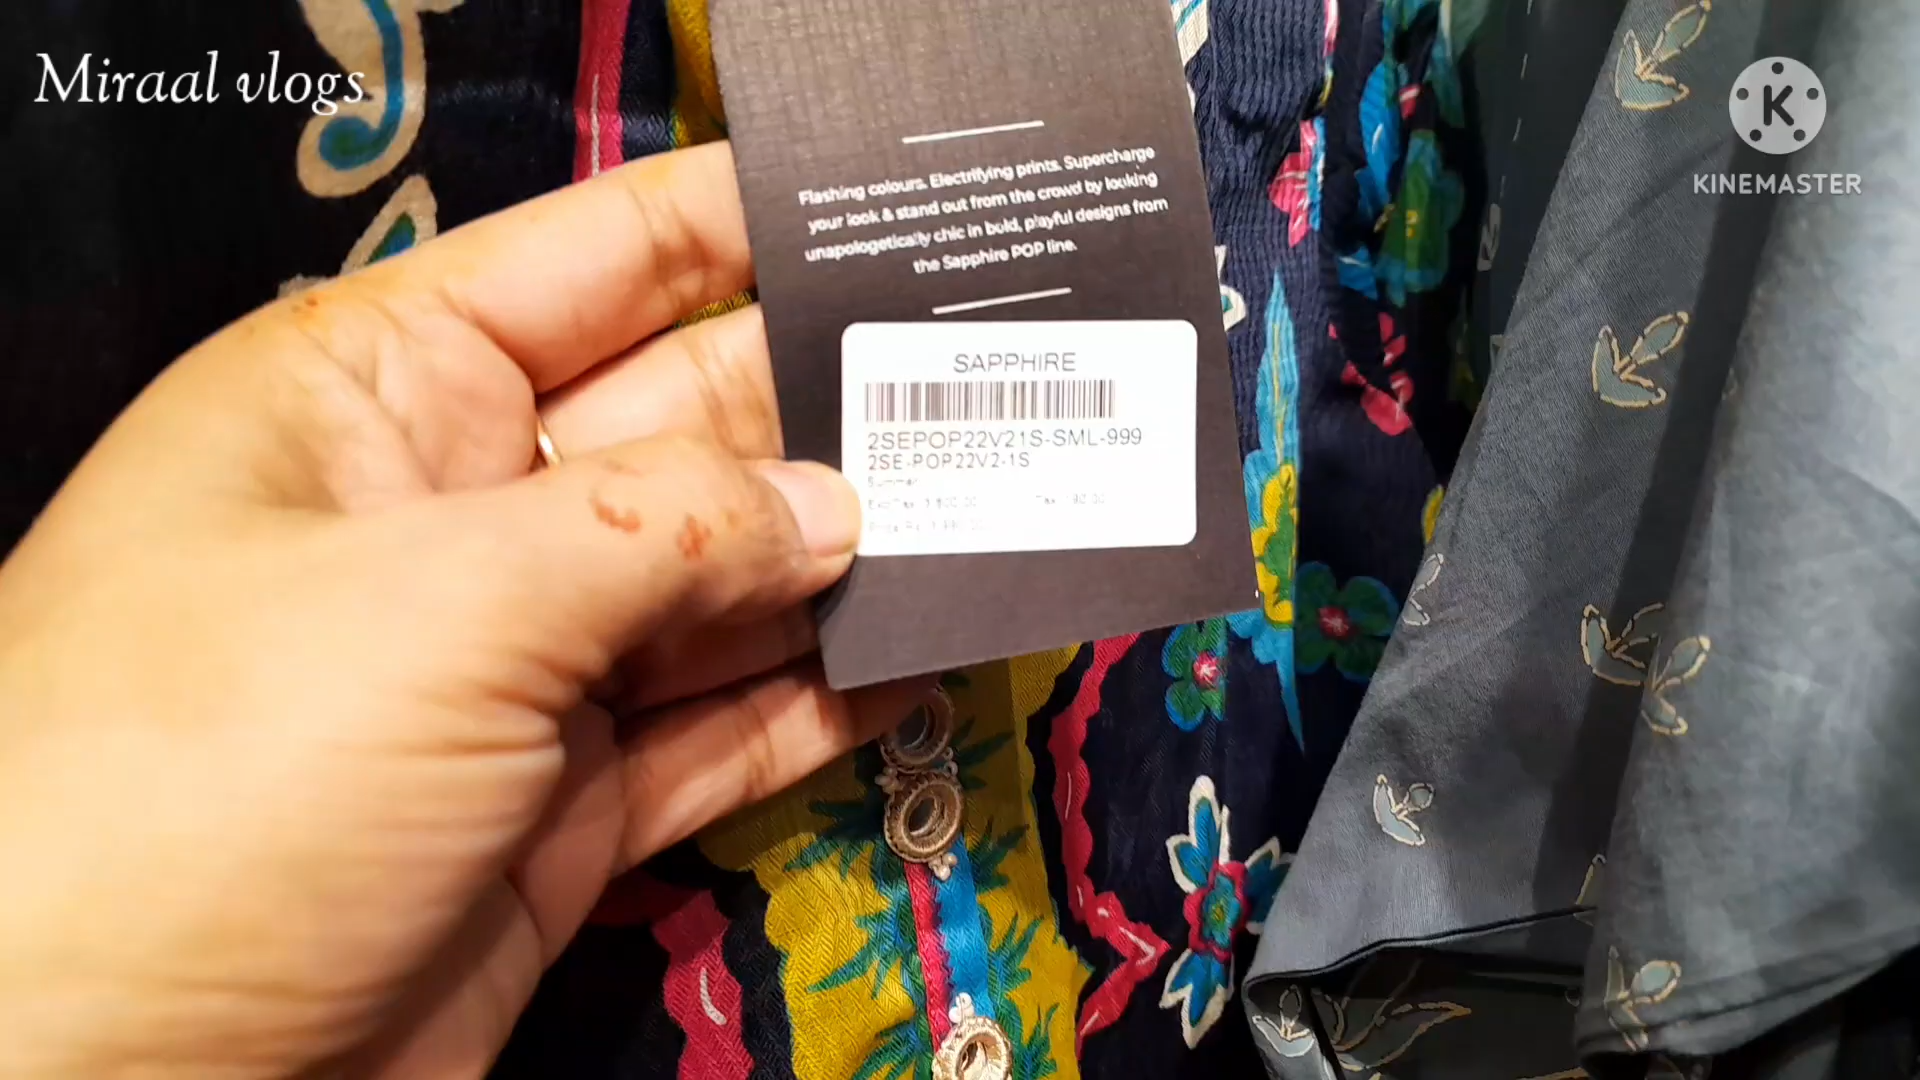 Miraal vlogs
K
KINEMASTER
Flashing colours. Electrifying prints. Supercharge
your look & stand out from the crowd by looking
unapologetically chic in bold, playful designs from
the Sapphire POP line.
SAPPHIRE
2SEPOP22V21S-SML-999
2SE-POP22V2-1S
Summer